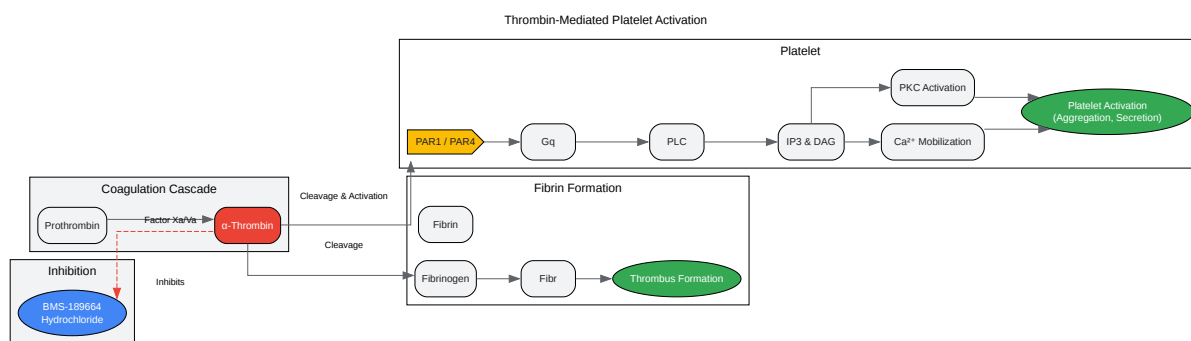 Thrombin-Mediated Platelet Activation
Platelet
PKC Activation
Platelet Activation
(Aggregation, Secretion)
PAR1 / PAR4
Gq
PLC
IP3 & DAG
Ca²⁺ Mobilization
Coagulation Cascade
Prothrombin
Factor Xa/Va
α-Thrombin
Cleavage & Activation
Cleavage
Fibrin Formation
Fibrin
Fibrinogen
Fibr
Thrombus Formation
Inhibition
BMS-189664
Hydrochloride
Inhibits